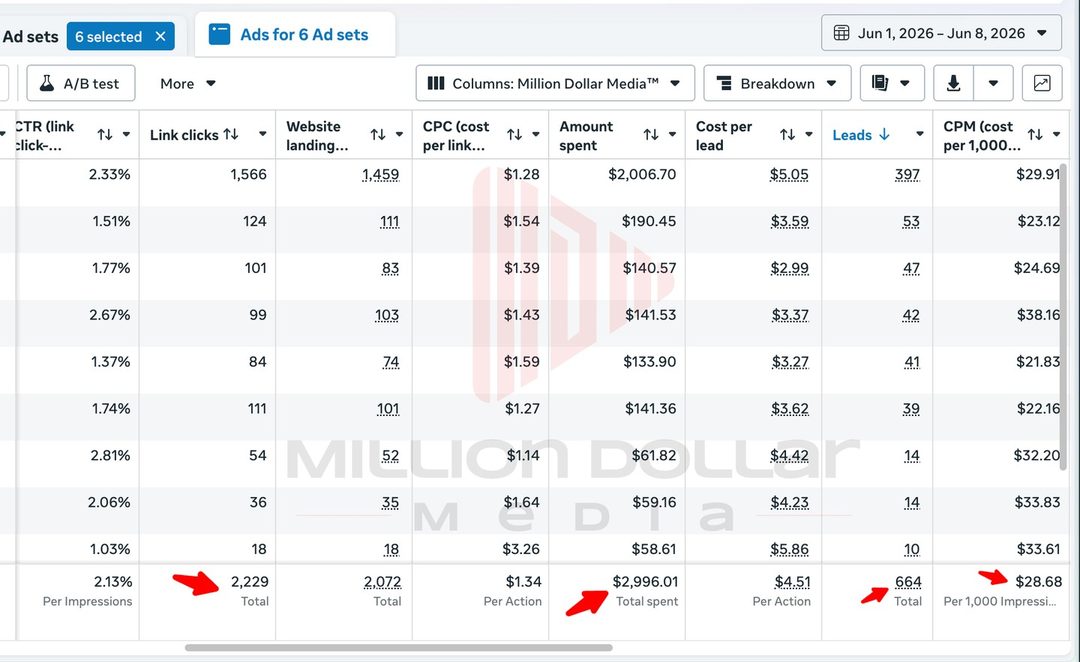 Ad sets 6 selected ✕ Ads for 6 Ad sets Jun 1, 2026 – Jun 8, 2026
A/B test More Columns: Million Dollar Media™ Breakdown
CTR (link click-... Link clicks Website landing... CPC (cost per link... Amount spent Cost per lead Leads CPM (cost per 1,000...
2.33% 1,566 1,459 $1.28 $2,006.70 $5.05 397 $29.91
1.51% 124 111 $1.54 $190.45 $3.59 53 $23.12
1.77% 101 83 $1.39 $140.57 $2.99 47 $24.69
2.67% 99 103 $1.43 $141.53 $3.37 42 $38.16
1.37% 84 74 $1.59 $133.90 $3.27 41 $21.83
1.74% 111 101 $1.27 $141.36 $3.62 39 $22.16
2.81% 54 52 $1.14 $61.82 $4.42 14 $32.20
MILLION DOLLAR
2.06% 36 35 $1.64 $59.16 $4.23 14 $33.83
Media
1.03% 18 18 $3.26 $58.61 $5.86 10 $33.61
2.13% 2,229 2,072 $1.34 $2,996.01 $4.51 664 $28.68
Per Impressions Total Total Per Action Total spent Per Action Total Per 1,000 Impressi...